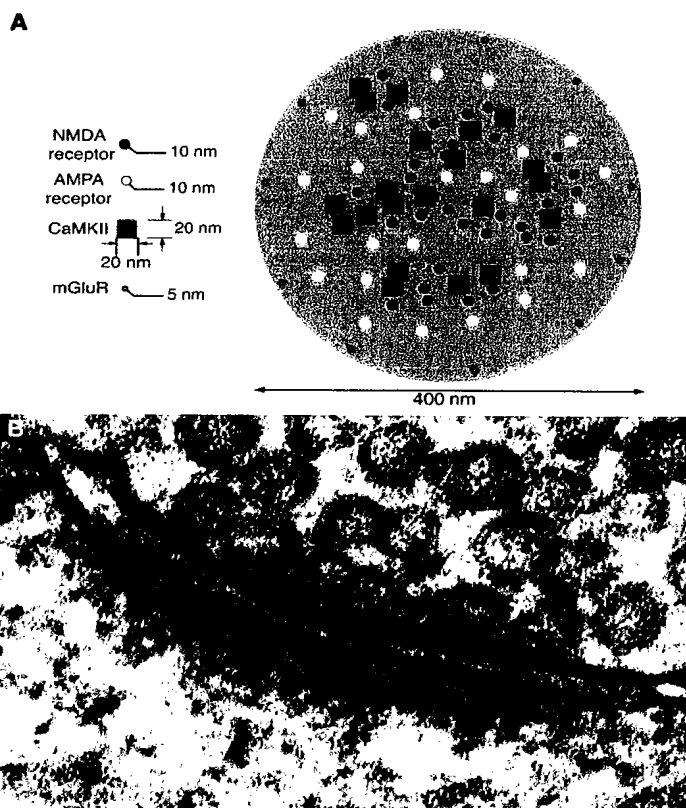 A
NMDA
receptor
10 nm
AMPA
receptor
10 nm
CaMKII
20 nm
20 nm
mGluR
5 nm
400 nm
B